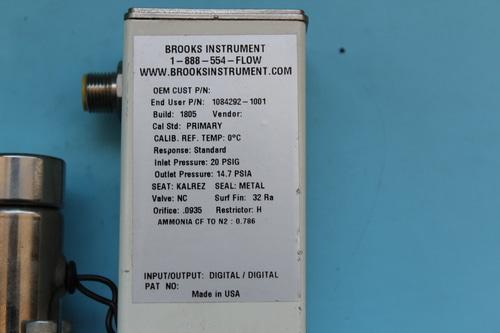 BROOKS INSTRUMENT
1-888-554-FLOW
WWW.BROOKSINSTRUMENT.COM
OEM CUST P/N:
End User P/N: 1084292-1001
Build: 1805 Vendor:
Cal Std: PRIMARY
CALIB. REF. TEMP: 0°C
Response: Standard
Inlet Pressure: 20 PSIG
Outlet Pressure: 14.7 PSIA
SEAT: KALREZ SEAL: METAL
Valve: NC Surf Fin: 32 Ra
Orifice: .0935 Restrictor: H
AMMONIA CF TO N2 : 0.786
INPUT/OUTPUT: DIGITAL / DIGITAL
PAT NO:
Made in USA